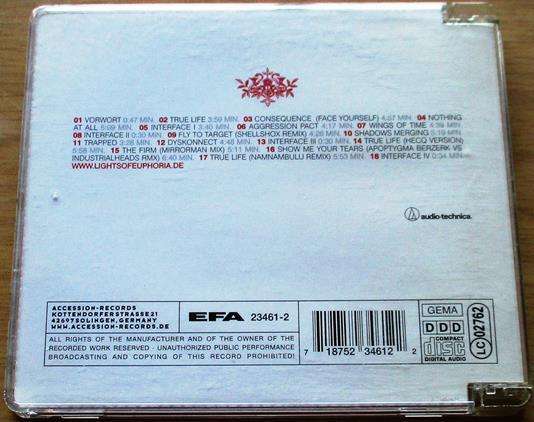 01 VORWORT 0:47 MIN. 02 TRUE LIFE 3:59 MIN. 03 CONSEQUENCE (FACE YOURSELF) 4:57 MIN. 04 NOTHING
AT ALL 5:09 MIN. 05 INTERFACE I 3:40 MIN. 06 AGGRESSION PACT 4:17 MIN. 07 WINGS OF TIME 4:39 MIN.
08 INTERFACE II 0:30 MIN. 09 FLY TO TARGET (SHELLSHOX REMIX) 4:26 MIN. 10 SHADOWS MERGING 5:19 MIN.
11 TRAPPED 3:28 MIN. 12 DYSKONNECT 4:48 MIN. 13 INTERFACE III 0:30 MIN. 14 TRUE LIFE (HECQ VERSION)
5:58 MIN. 15 THE FIRM (MIRRORMAN MIX) 5:11 MIN. 16 SHOW ME YOUR TEARS (APOPTYGMA BERZERK VS
INDUSTRIALHEADS RMX) 6:40 MIN. 17 TRUE LIFE (NAMNAMBULU REMIX) 5:53 MIN. 18 INTERFACE IV 0:34 MIN.
WWW.LIGHTSOFEUPHORIA.DE
audio-technica.
ACCESSION-RECORDS
KOTTENDORFERSTRASSE21
42697SOLINGEN, GERMANY
WWW.ACCESSION-RECORDS.DE
EFA 23461-2
ALL RIGHTS OF THE MANUFACTURER AND OF THE OWNER OF THE
RECORDED WORK RESERVED - UNAUTHORIZED PUBLIC PERFORMANCE
BROADCASTING AND COPYING OF THIS RECORD PROHIBITED!
7 18752 34612 2
GEMA
DDD
COMPACT
disc
DIGITAL AUDIO
LC 02762